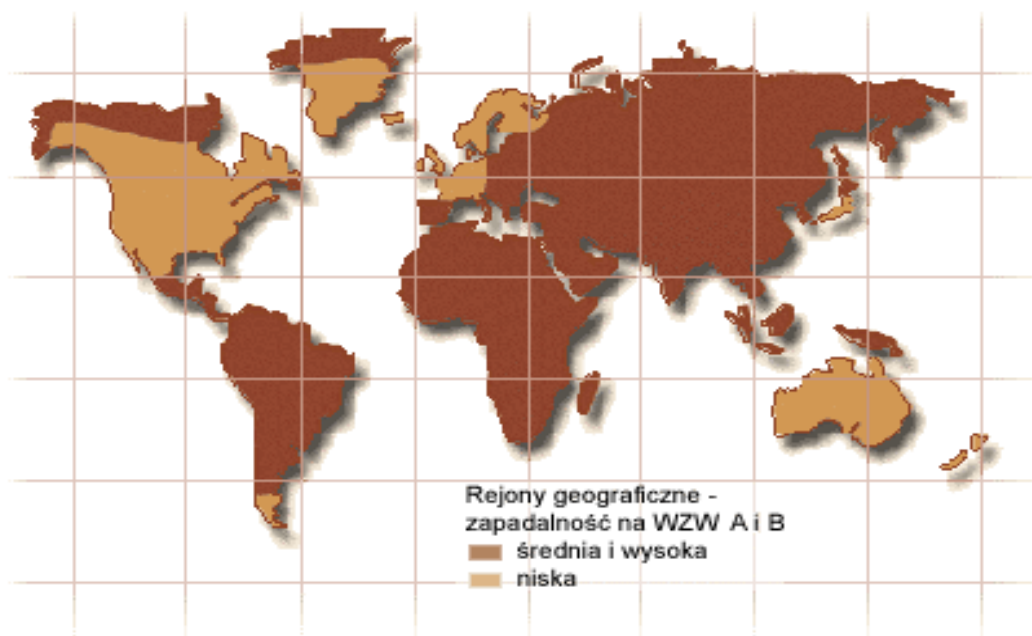 Rejony geograficzne -
zapadalność na WZW A i B
średnia i wysoka
niska